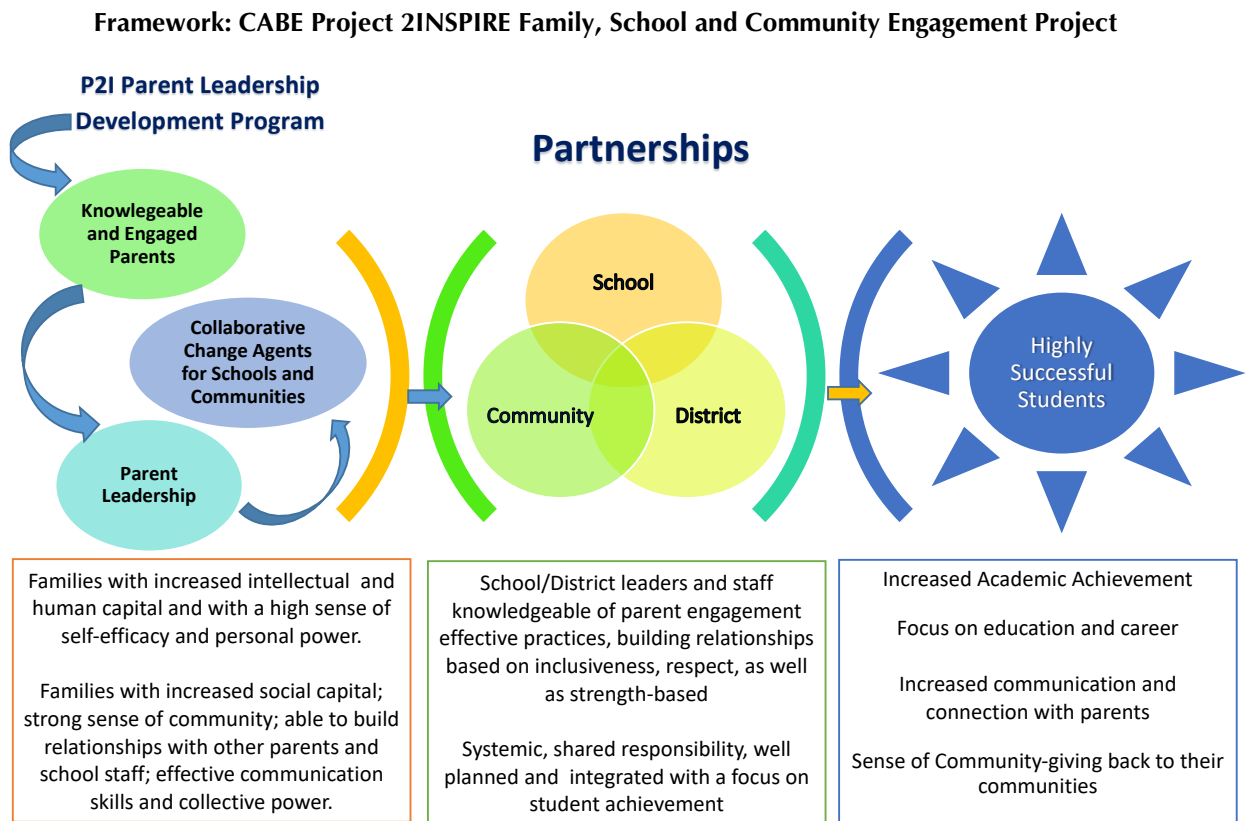 Framework: CABE Project 2INSPIRE Family, School and Community Engagement Project
P2I Parent Leadership
Development Program
Knowlegeable
and Engaged
Parents
Collaborative
Change Agents
for Schools and
Communities
Parent
Leadership
Partnerships
School
Community
District
Highly
Successful
Students
Families with increased intellectual and
human capital and with a high sense of
self-efficacy and personal power.
Families with increased social capital;
strong sense of community; able to build
relationships with other parents and
school staff; effective communication
skills and collective power.
School/District leaders and staff
knowledgeable of parent engagement
effective practices, building relationships
based on inclusiveness, respect, as well
as strength-based
Systemic, shared responsibility, well
planned and integrated with a focus on
student achievement
Increased Academic Achievement
Focus on education and career
Increased communication and
connection with parents
Sense of Community-giving back to their
communities